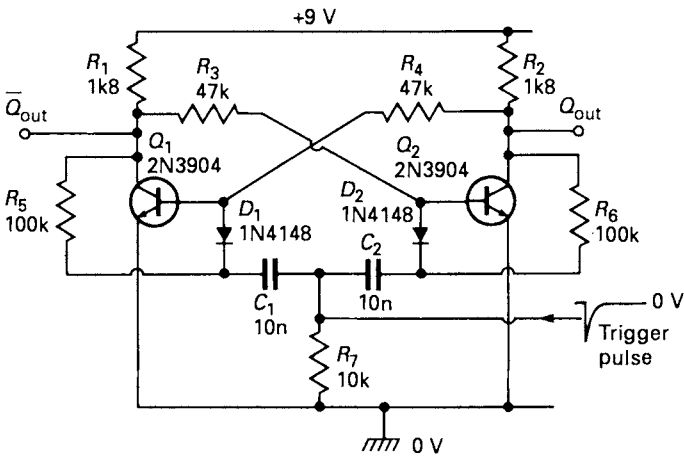 +9 V
R1
1k8
R3
47k
R4
47k
R2
1k8
Q̅out
Qout
Q1
2N3904
Q2
2N3904
R5
100k
D1
1N4148
D2
1N4148
R6
100k
C1
10n
C2
10n
0 V
Trigger
pulse
R7
10k
0 V